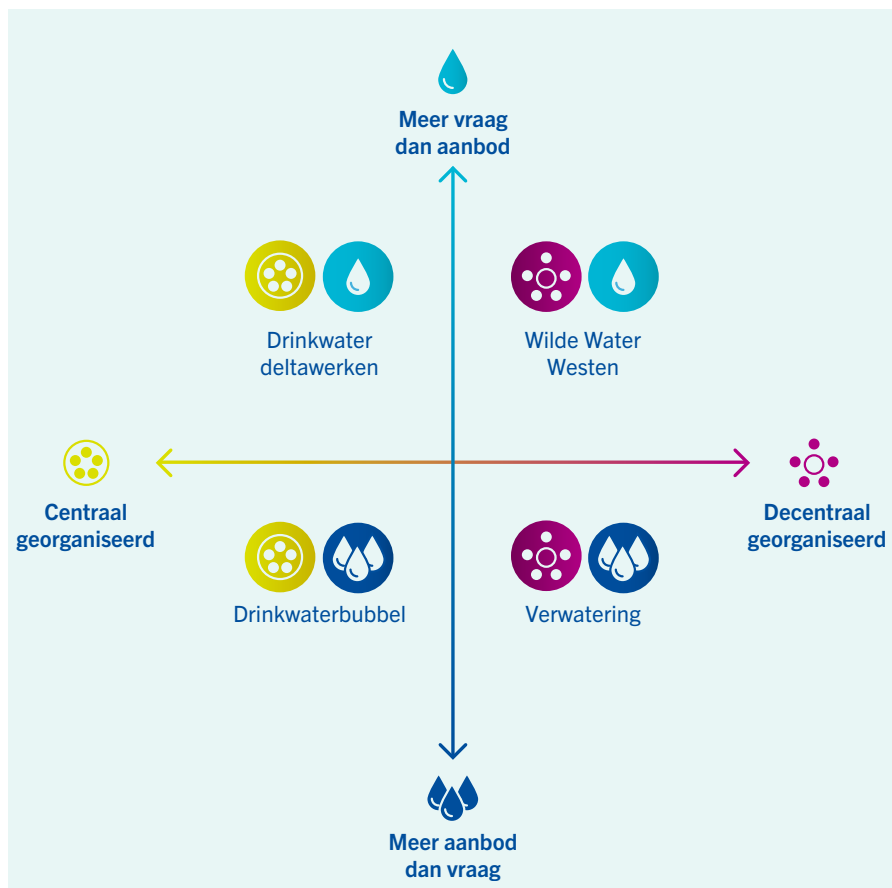 Meer vraag
dan aanbod
Drinkwater
deltawerken
Wilde Water
Westen
Centraal
georganiseerd
Decentraal
georganiseerd
Drinkwaterbubbel
Verwatering
Meer aanbod
dan vraag